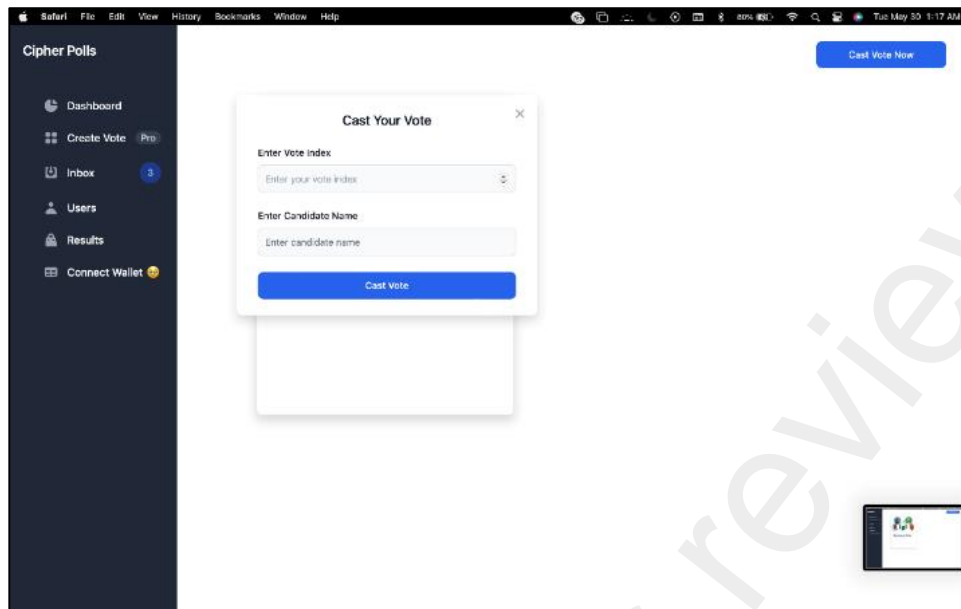 Safari File Edit View History Bookmarks Window Help 80% Tue May 30 1:17 AM
Cipher Polls
Cast Vote Now
Dashboard
Create Vote Pro
Inbox 3
Users
Results
Connect Wallet
Cast Your Vote
Enter Vote Index
Enter your vote index
Enter Candidate Name
Enter candidate name
Cast Vote
review